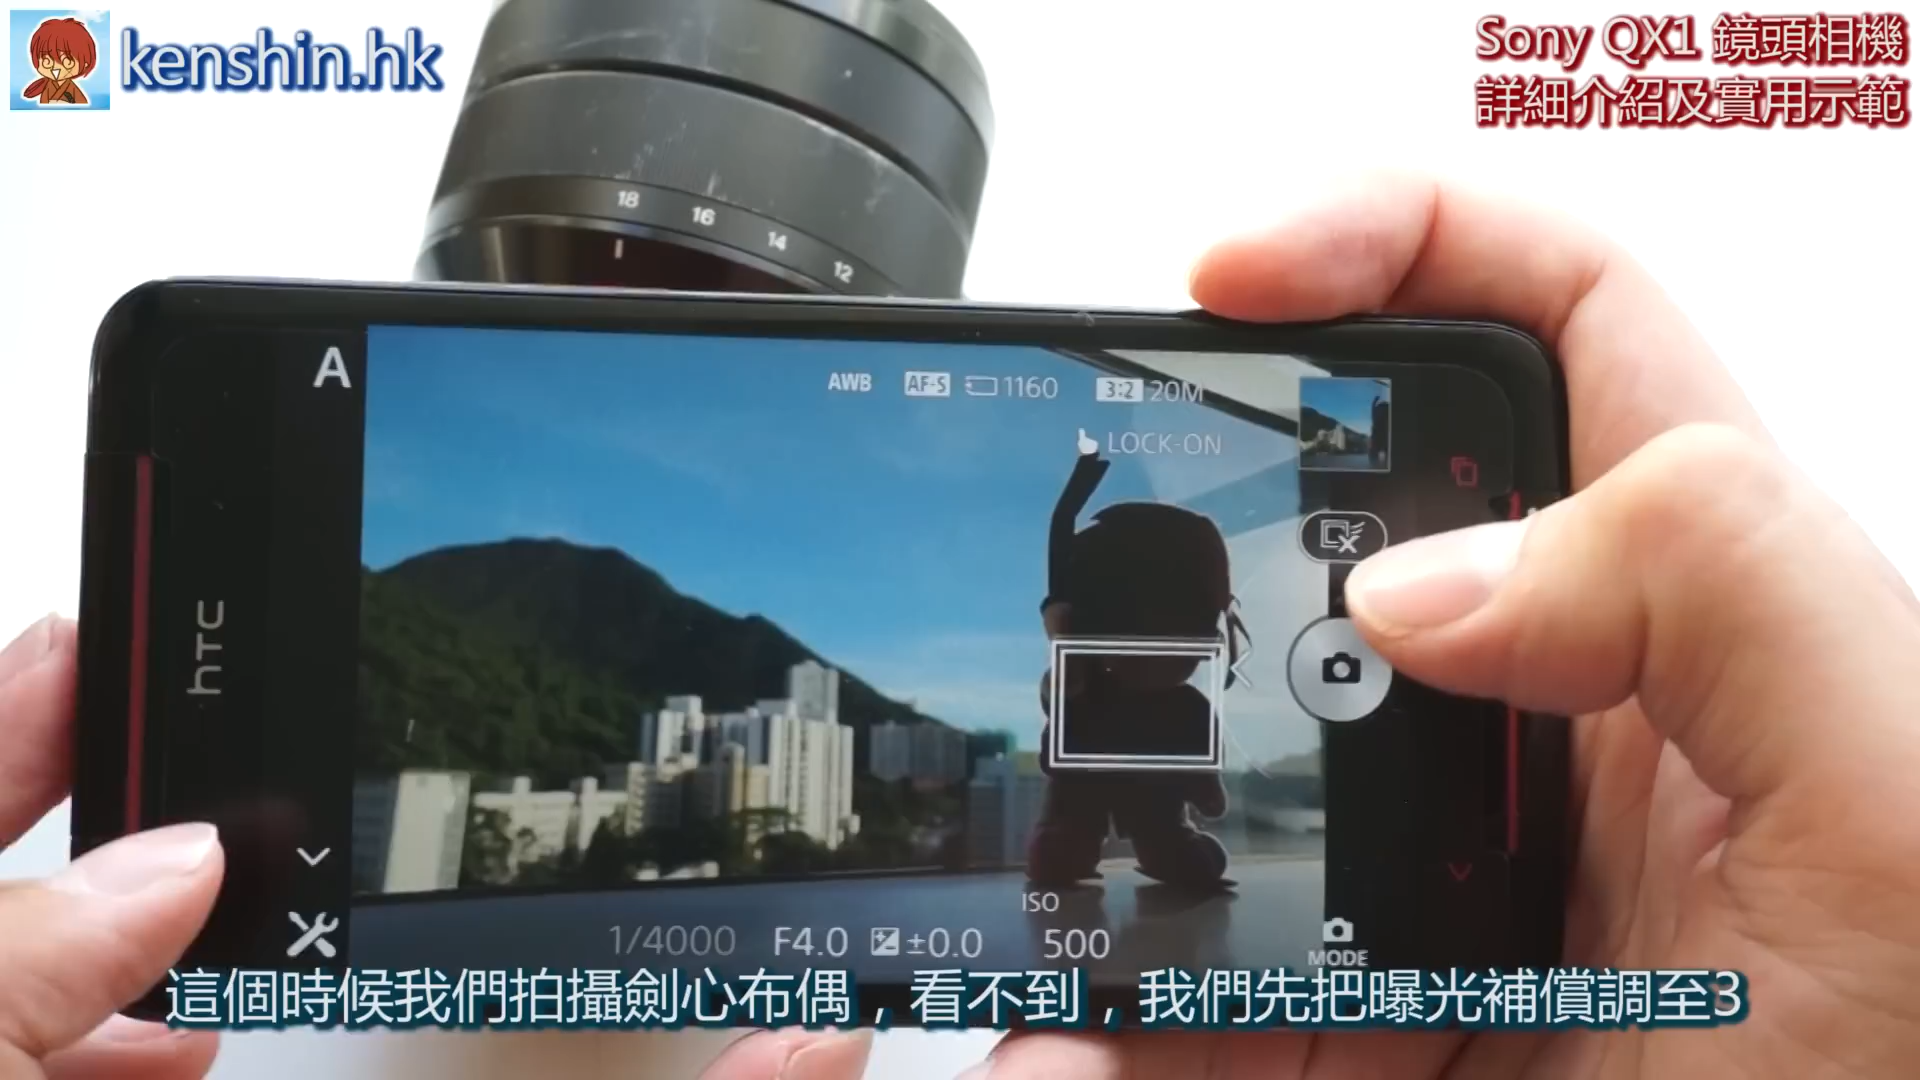 kenshin.hk
Sony QX1 鏡頭相機
詳細介紹及實用示範
18 16 14 12
A
AWB AF-S 1160 3:2 20M
LOCK-ON
hTC
ISO
1/4000 F4.0 ±0.0 500
MODE
這個時候我們拍攝劍心布偶，看不到，我們先把曝光補償調至3